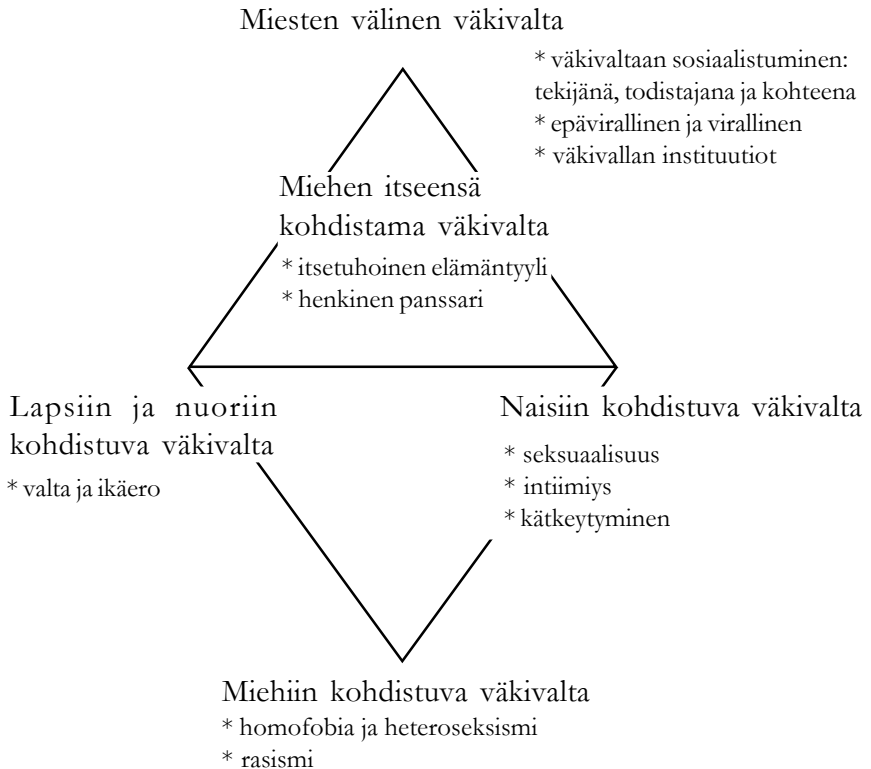 Miesten välinen väkivalta
* väkivaltaan sosiaalistuminen:
tekijänä, todistajana ja kohteena
* epävirallinen ja virallinen
* väkivallan instituutiot
Miehen itseensä
kohdistama väkivalta
* itsetuhoinen elämäntyyli
* henkinen panssari
Lapsiin ja nuoriin
kohdistuva väkivalta
* valta ja ikäero
Naisiin kohdistuva väkivalta
* seksuaalisuus
* intiimiys
* kätkeytyminen
Miehiin kohdistuva väkivalta
* homofobia ja heteroseksismi
* rasismi